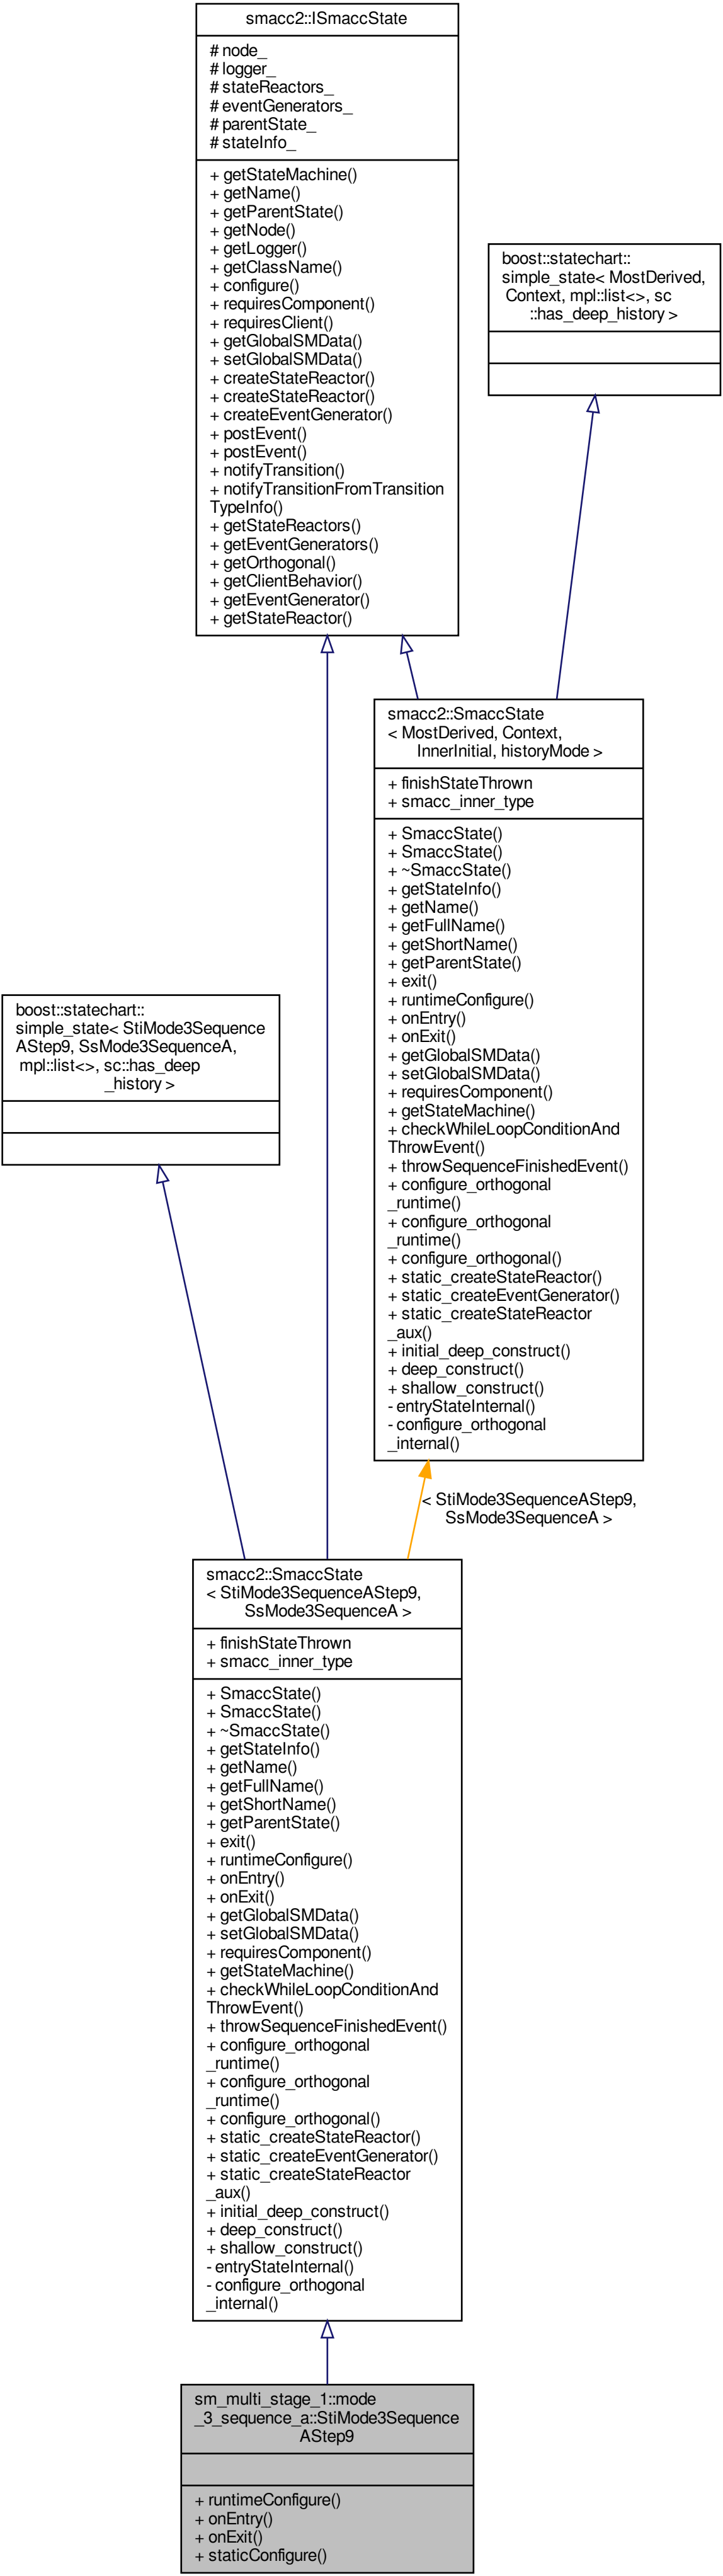 smacc2::ISmaccState
# node_
# logger_
# stateReactors_
# eventGenerators_
# parentState_
# stateInfo_
+ getStateMachine()
+ getName()
+ getParentState()
+ getNode()
+ getLogger()
+ getClassName()
+ configure()
+ requiresComponent()
+ requiresClient()
+ getGlobalSMData()
+ setGlobalSMData()
+ createStateReactor()
+ createStateReactor()
+ createEventGenerator()
+ postEvent()
+ postEvent()
+ notifyTransition()
+ notifyTransitionFromTransition
TypeInfo()
+ getStateReactors()
+ getEventGenerators()
+ getOrthogonal()
+ getClientBehavior()
+ getEventGenerator()
+ getStateReactor()
boost::statechart::
simple_state< MostDerived,
Context, mpl::list<>, sc
::has_deep_history >
smacc2::SmaccState
< MostDerived, Context,
InnerInitial, historyMode >
+ finishStateThrown
+ smacc_inner_type
+ SmaccState()
+ SmaccState()
+ ~SmaccState()
+ getStateInfo()
+ getName()
+ getFullName()
+ getShortName()
+ getParentState()
+ exit()
+ runtimeConfigure()
+ onEntry()
+ onExit()
+ getGlobalSMData()
+ setGlobalSMData()
+ requiresComponent()
+ getStateMachine()
+ checkWhileLoopConditionAnd
ThrowEvent()
+ throwSequenceFinishedEvent()
+ configure_orthogonal
_runtime()
+ configure_orthogonal
_runtime()
+ configure_orthogonal()
+ static_createStateReactor()
+ static_createEventGenerator()
+ static_createStateReactor
_aux()
+ initial_deep_construct()
+ deep_construct()
+ shallow_construct()
- entryStateInternal()
- configure_orthogonal
_internal()
boost::statechart::
simple_state< StiMode3Sequence
AStep9, SsMode3SequenceA,
mpl::list<>, sc::has_deep
_history >
< StiMode3SequenceAStep9,
SsMode3SequenceA >
smacc2::SmaccState
< StiMode3SequenceAStep9,
SsMode3SequenceA >
+ finishStateThrown
+ smacc_inner_type
+ SmaccState()
+ SmaccState()
+ ~SmaccState()
+ getStateInfo()
+ getName()
+ getFullName()
+ getShortName()
+ getParentState()
+ exit()
+ runtimeConfigure()
+ onEntry()
+ onExit()
+ getGlobalSMData()
+ setGlobalSMData()
+ requiresComponent()
+ getStateMachine()
+ checkWhileLoopConditionAnd
ThrowEvent()
+ throwSequenceFinishedEvent()
+ configure_orthogonal
_runtime()
+ configure_orthogonal
_runtime()
+ configure_orthogonal()
+ static_createStateReactor()
+ static_createEventGenerator()
+ static_createStateReactor
_aux()
+ initial_deep_construct()
+ deep_construct()
+ shallow_construct()
- entryStateInternal()
- configure_orthogonal
_internal()
sm_multi_stage_1::mode
_3_sequence_a::StiMode3Sequence
AStep9
+ runtimeConfigure()
+ onEntry()
+ onExit()
+ staticConfigure()